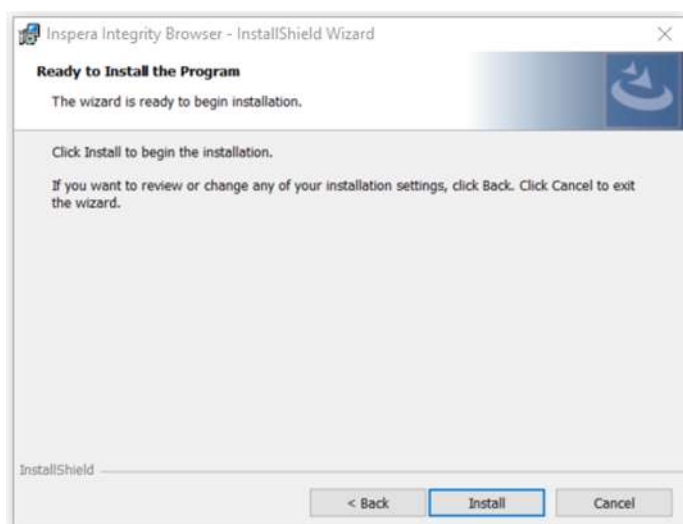 Inspera Integrity Browser - InstallShield Wizard
Ready to Install the Program
The wizard is ready to begin installation.
Click Install to begin the installation.
If you want to review or change any of your installation settings, click Back. Click Cancel to exit
the wizard.
InstallShield
< Back Install Cancel